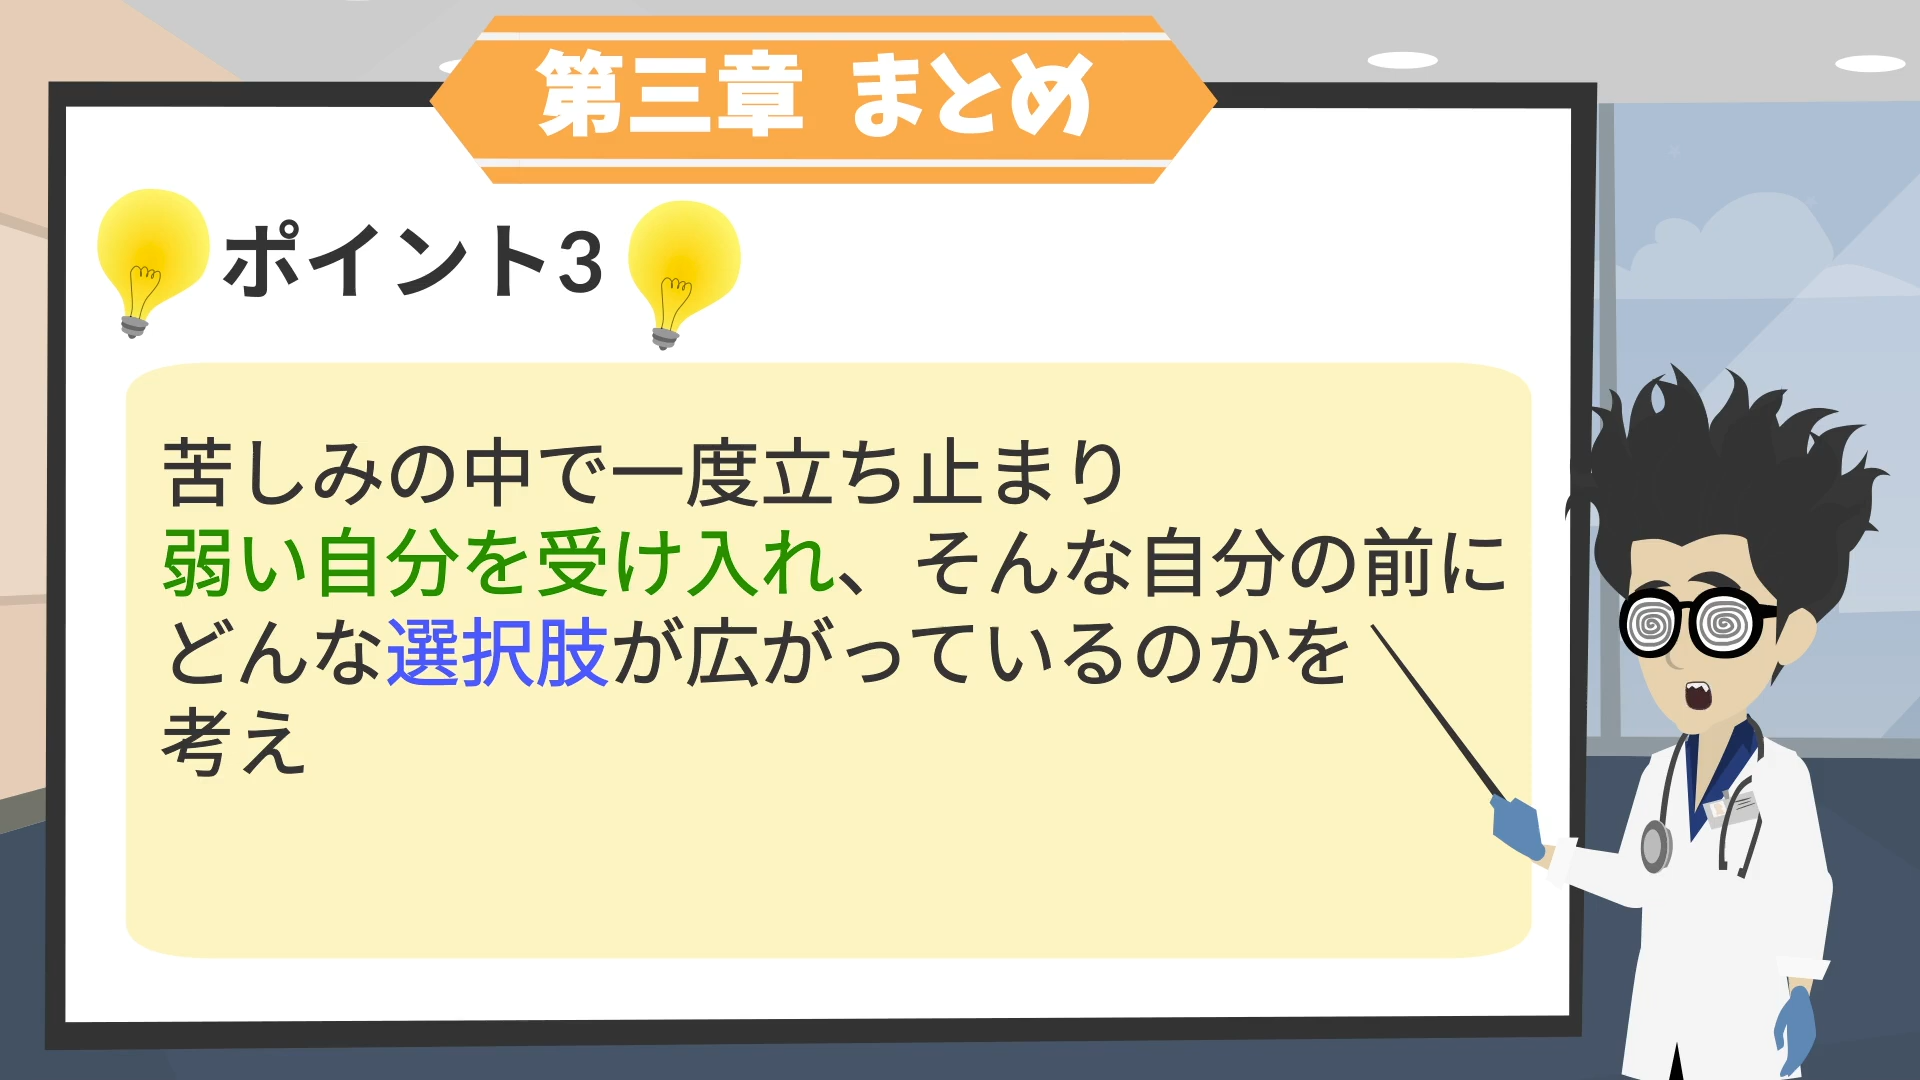 第三章 まとめ
ポイント3
苦しみの中で一度立ち止まり
弱い自分を受け入れ、そんな自分の前に
どんな選択肢が広がっているのかを
考え